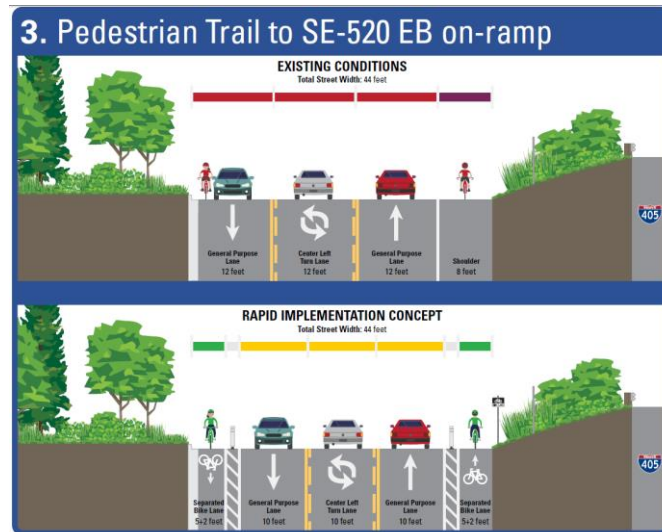 3. Pedestrian Trail to SE-520 EB on-ramp
EXISTING CONDITIONS
Total Street Width: 44 feet
General Purpose
Lane
12 feet
Center Left
Turn Lane
12 feet
General Purpose
Lane
12 feet
Shoulder
8 feet
405
RAPID IMPLEMENTATION CONCEPT
Total Street Width: 44 feet
Separated
Bike Lane
5+2 feet
General Purpose
Lane
10 feet
Center Left
Turn Lane
10 feet
General Purpose
Lane
10 feet
Separated
Bike Lane
5+2 feet
405